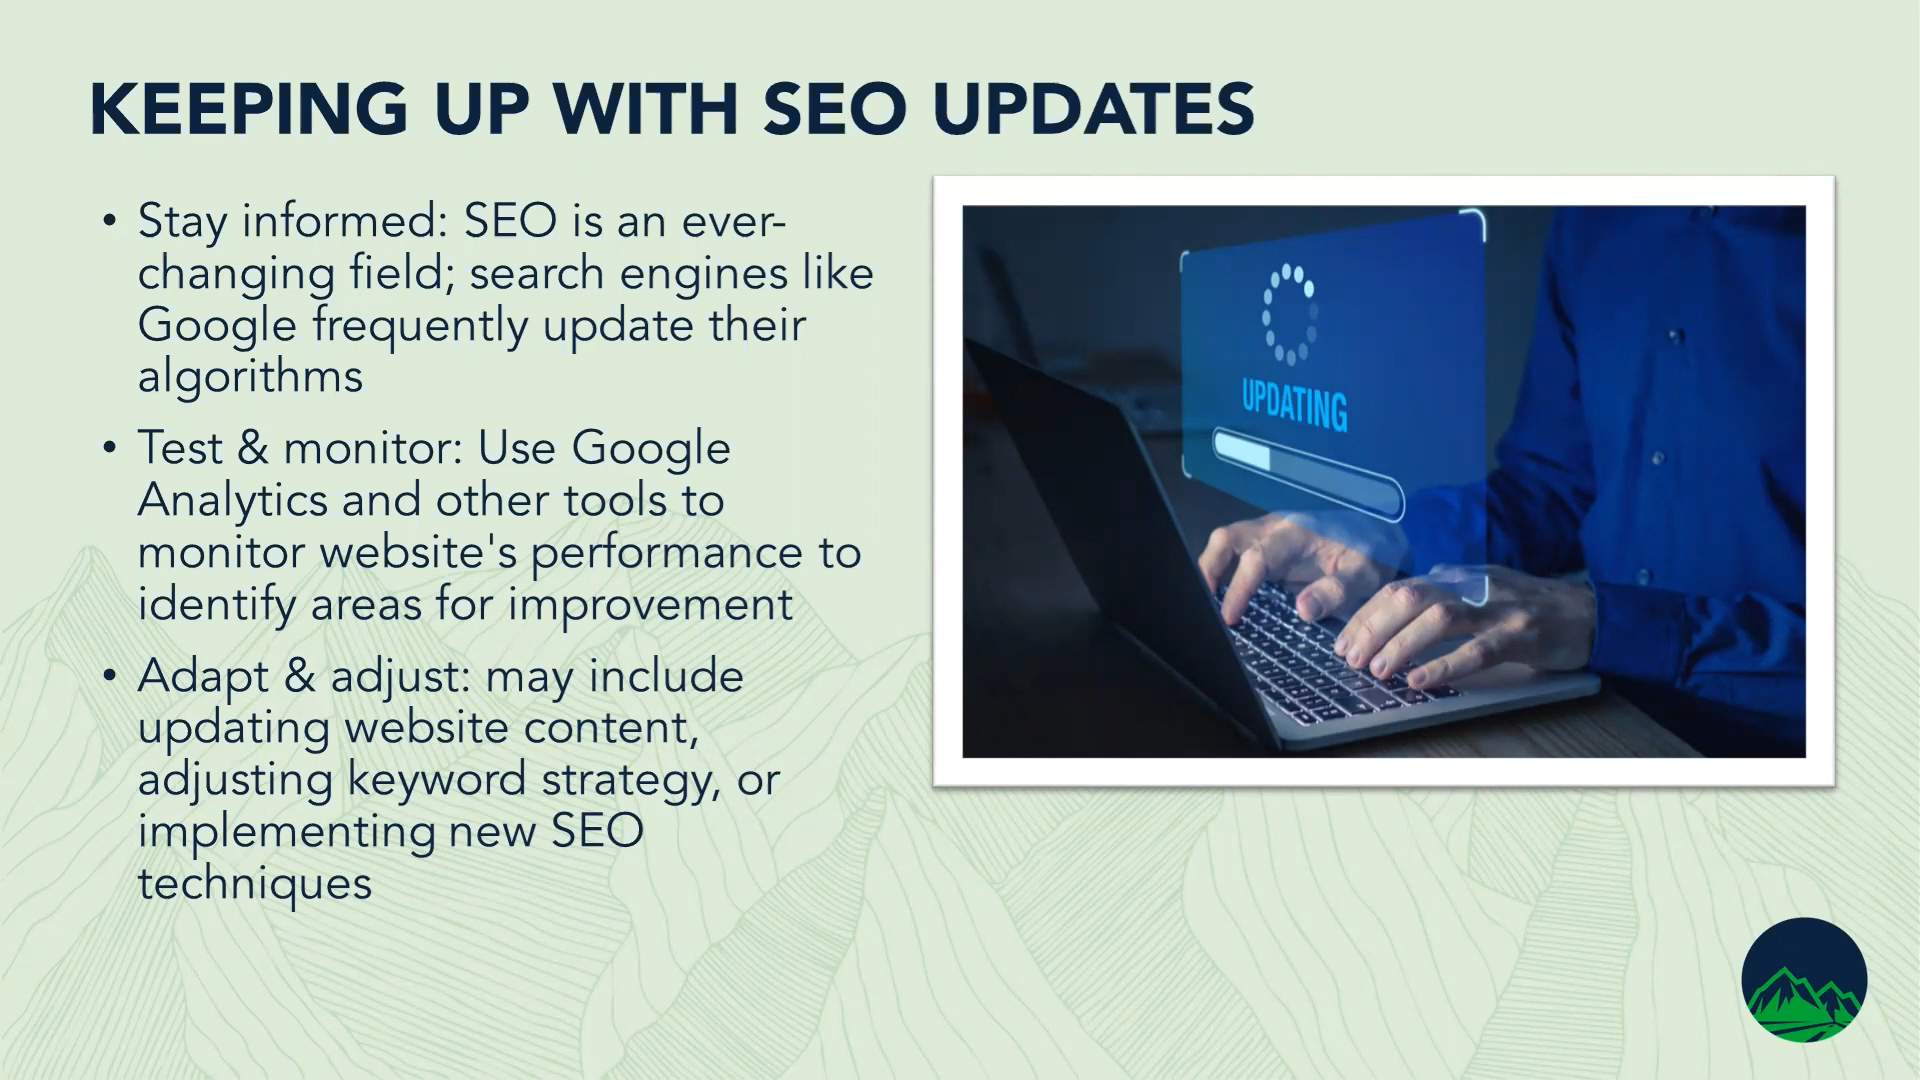 KEEPING UP WITH SEO UPDATES
• Stay informed: SEO is an ever-
changing field; search engines like
Google frequently update their
algorithms
• Test & monitor: Use Google
Analytics and other tools to
monitor website's performance to
identify areas for improvement
• Adapt & adjust: may include
updating website content,
adjusting keyword strategy, or
implementing new SEO
techniques
UPDATING